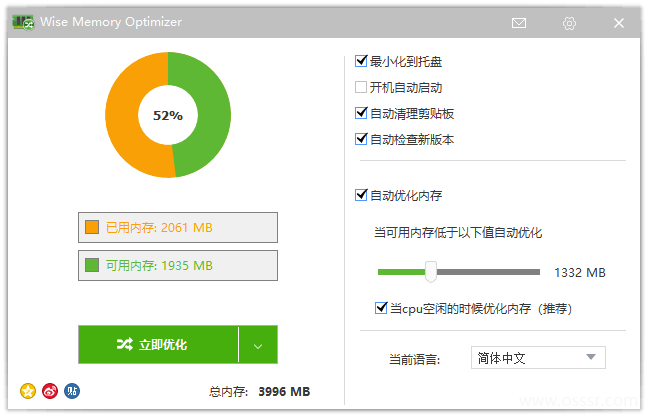 Wise Memory Optimizer
52%
已用内存: 2061 MB
可用内存: 1935 MB
立即优化
贴
总内存: 3996 MB
最小化到托盘
开机自动启动
自动清理剪贴板
自动检查新版本
自动优化内存
当可用内存低于以下值自动优化
1332 MB
当cpu空闲的时候优化内存（推荐）
当前语言:
简体中文
www.osssr.com